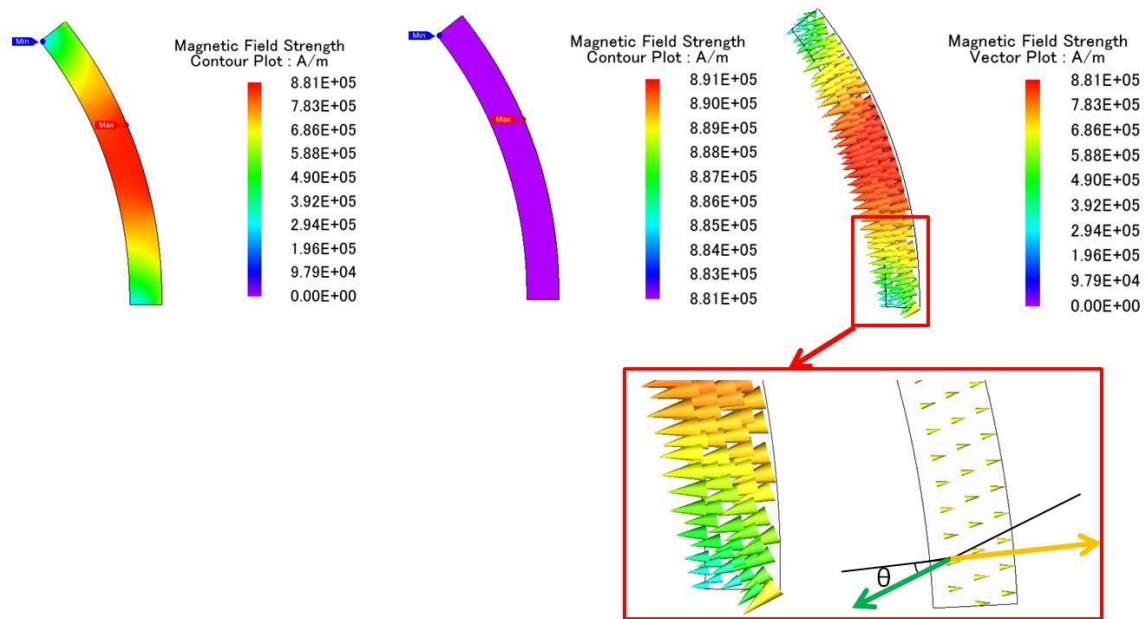 Min
Max
Magnetic Field Strength
Contour Plot : A/m
8.81E+05
7.83E+05
6.86E+05
5.88E+05
4.90E+05
3.92E+05
2.94E+05
1.96E+05
9.79E+04
0.00E+00
Min
Max
Magnetic Field Strength
Contour Plot : A/m
8.91E+05
8.90E+05
8.89E+05
8.88E+05
8.87E+05
8.86E+05
8.85E+05
8.84E+05
8.83E+05
8.81E+05
Magnetic Field Strength
Vector Plot : A/m
8.81E+05
7.83E+05
6.86E+05
5.88E+05
4.90E+05
3.92E+05
2.94E+05
1.96E+05
9.79E+04
0.00E+00
θ